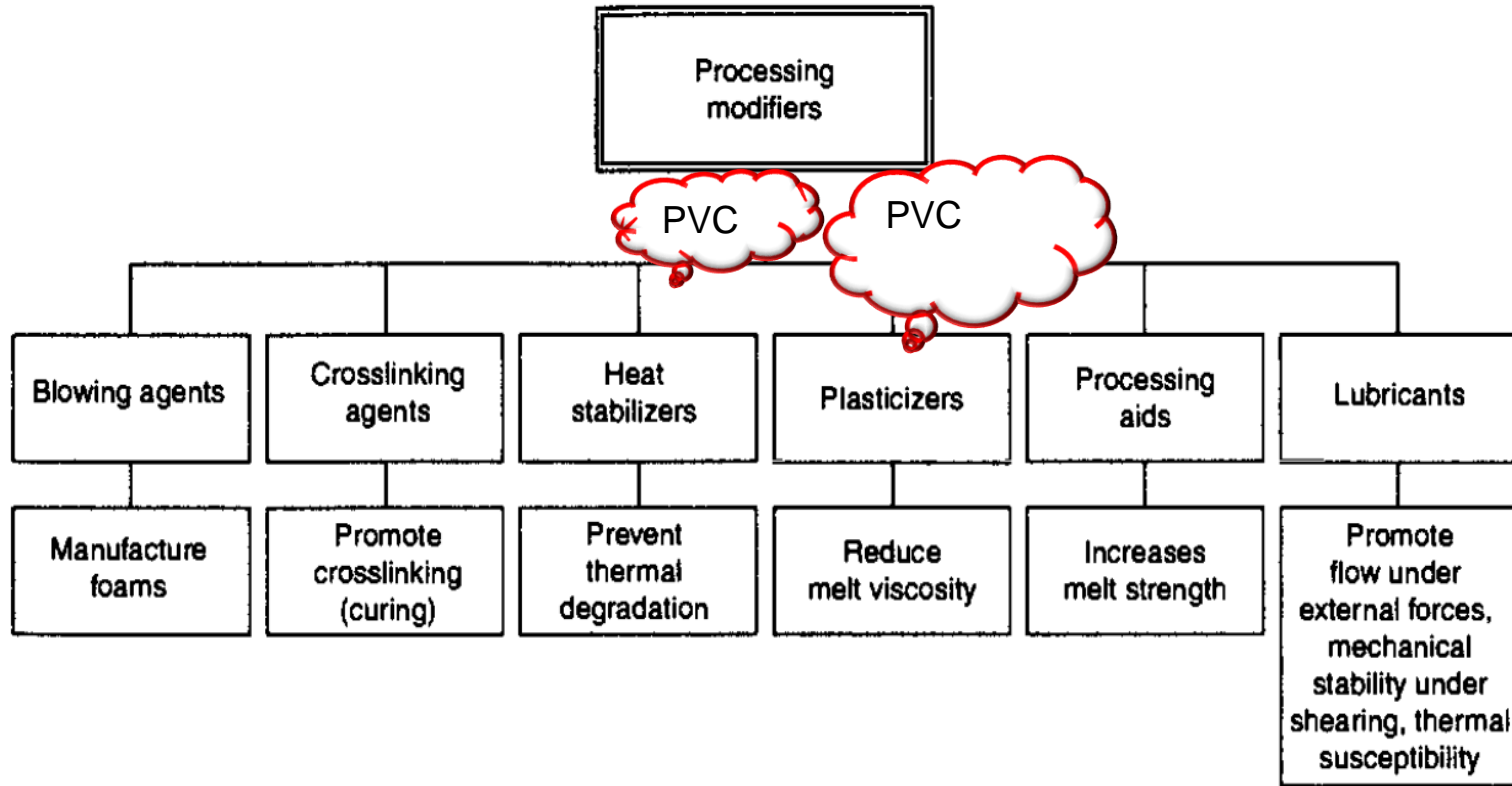 Processing
modifiers
PVC
PVC
Blowing agents
Crosslinking
agents
Heat
stabilizers
Plasticizers
Processing
aids
Lubricants
Manufacture
foams
Promote
crosslinking
(curing)
Prevent
thermal
degradation
Reduce
melt viscosity
Increases
melt strength
Promote
flow under
external forces,
mechanical
stability under
shearing, thermal
susceptibility